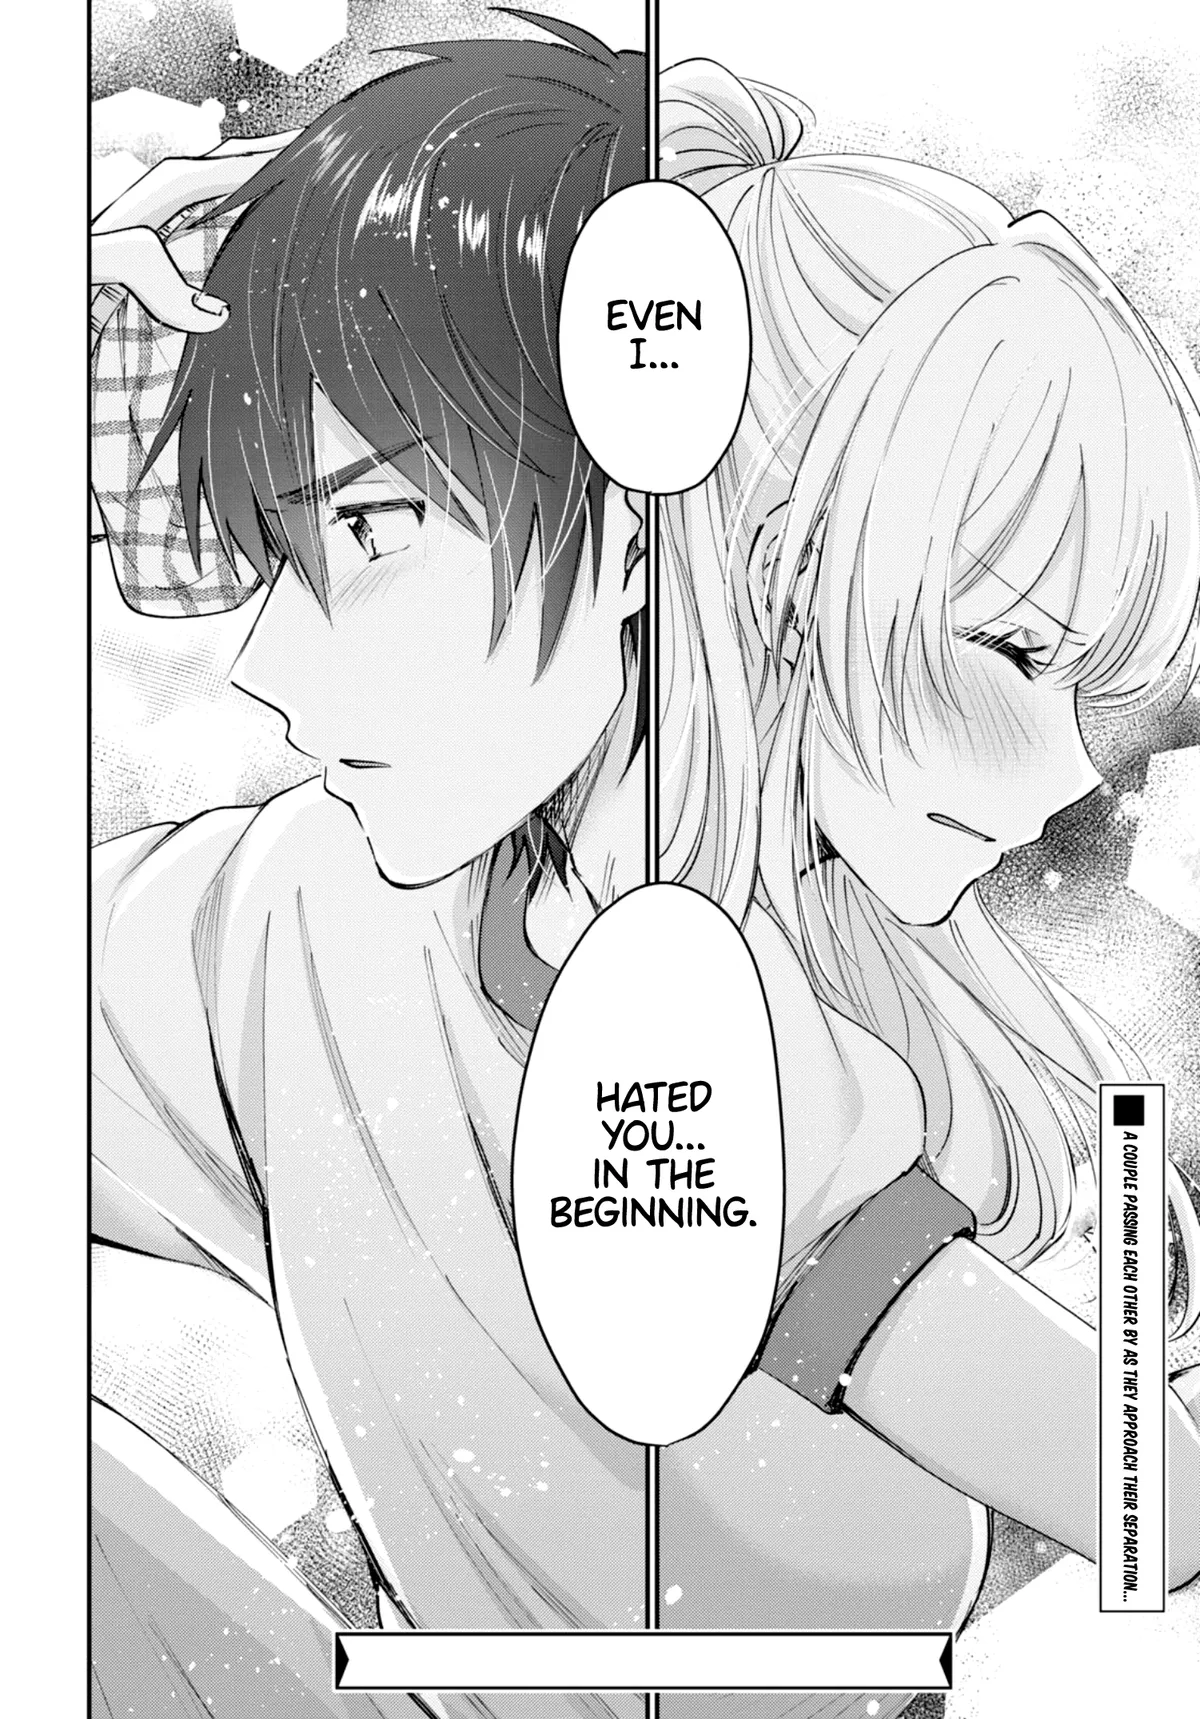 EVEN
I...
HATED
YOU...
IN THE
BEGINNING.
A COUPLE PASSING EACH OTHER BY AS THEY APPROACH THEIR SEPARATION...